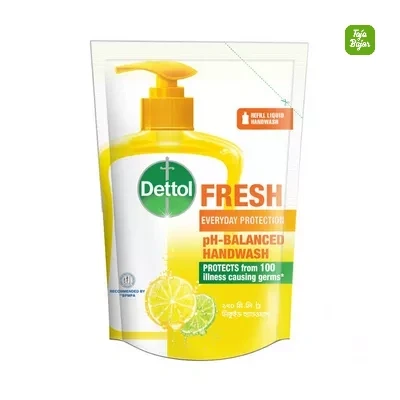 Taja
Bajar
REFILL LIQUID
HANDWASH
Dettol
FRESH
EVERYDAY PROTECTION
pH-BALANCED
HANDWASH
PROTECTS from 100
illness causing germs*
RECOMMENDED BY